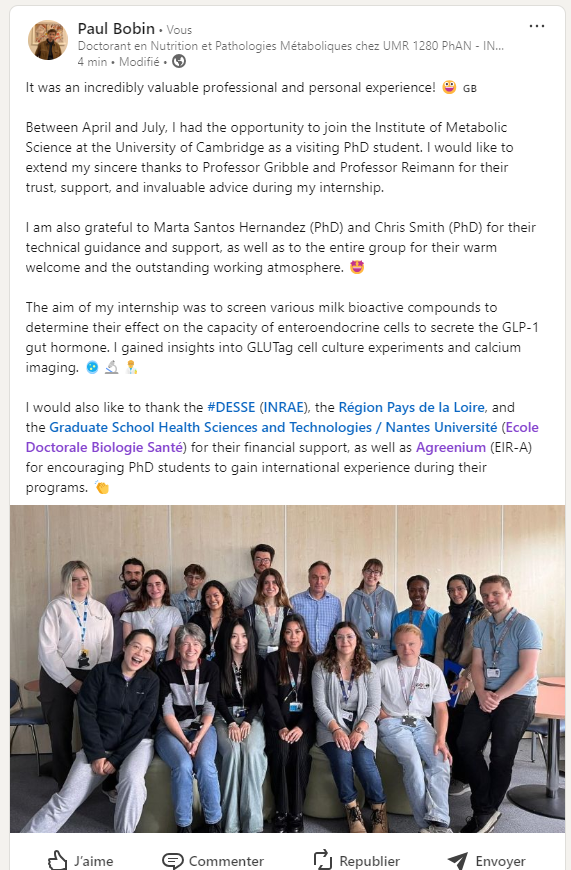 Paul Bobin • Vous
Doctorant en Nutrition et Pathologies Métaboliques chez UMR 1280 PhAN - IN...
4 min • Modifié •
It was an incredibly valuable professional and personal experience! 😀 GB
Between April and July, I had the opportunity to join the Institute of Metabolic
Science at the University of Cambridge as a visiting PhD student. I would like to
extend my sincere thanks to Professor Gribble and Professor Reimann for their
trust, support, and invaluable advice during my internship.
I am also grateful to Marta Santos Hernandez (PhD) and Chris Smith (PhD) for their
technical guidance and support, as well as to the entire group for their warm
welcome and the outstanding working atmosphere. 🤩
The aim of my internship was to screen various milk bioactive compounds to
determine their effect on the capacity of enteroendocrine cells to secrete the GLP-1
gut hormone. I gained insights into GLUTag cell culture experiments and calcium
imaging. 🧫 🔬 👨‍🔬
I would also like to thank the #DESSE (INRAE), the Région Pays de la Loire, and
the Graduate School Health Sciences and Technologies / Nantes Université (Ecole
Doctorale Biologie Santé) for their financial support, as well as Agreenium (EIR-A)
for encouraging PhD students to gain international experience during their
programs. 👏
J'aime
Commenter
Republier
Envoyer